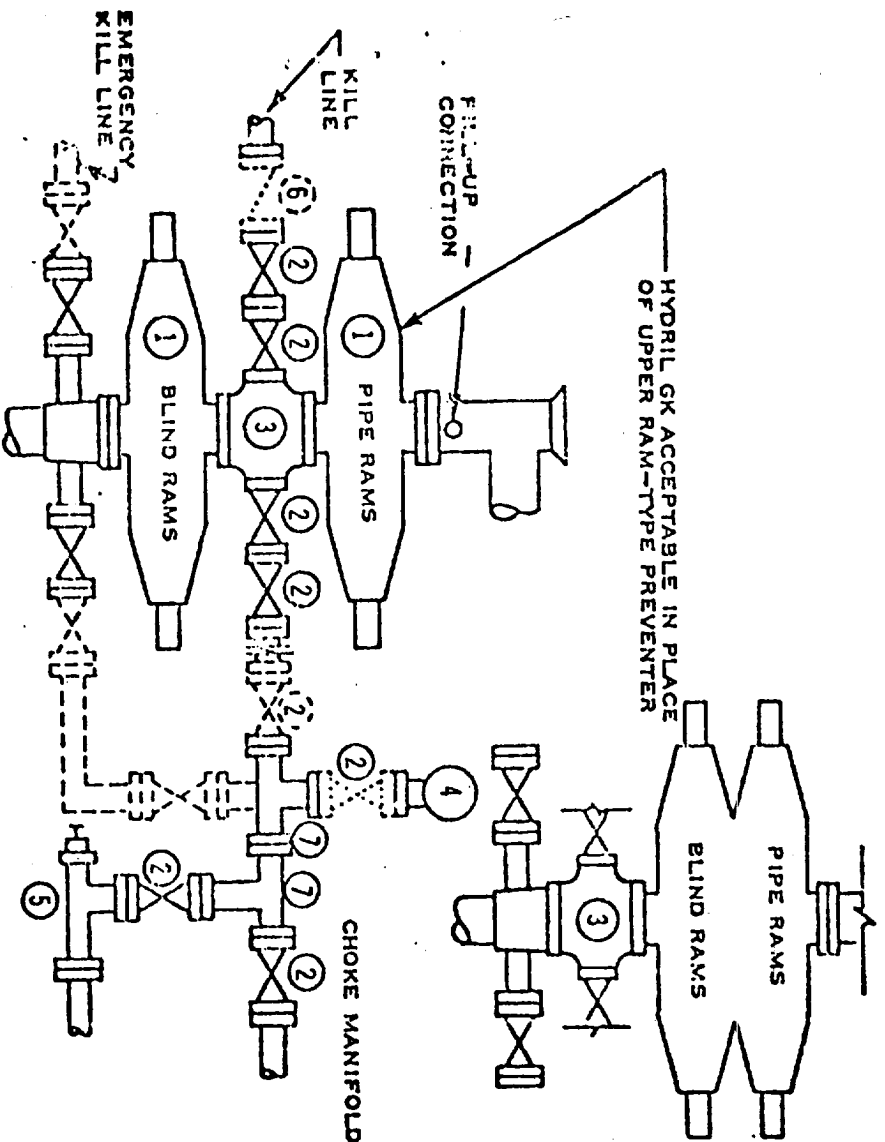 HYDRIL GK ACCEPTABLE IN PLACE
OF UPPER RAM-TYPE PREVENTER
FILL-UP
CONNECTION
KILL
LINE
EMERGENCY
KILL LINE
PIPE RAMS
1
BLIND RAMS
1
6
2
2
3
2
2
2
2
4
7
7
2
2
5
CHOKE MANIFOLD
PIPE RAMS
BLIND RAMS
3